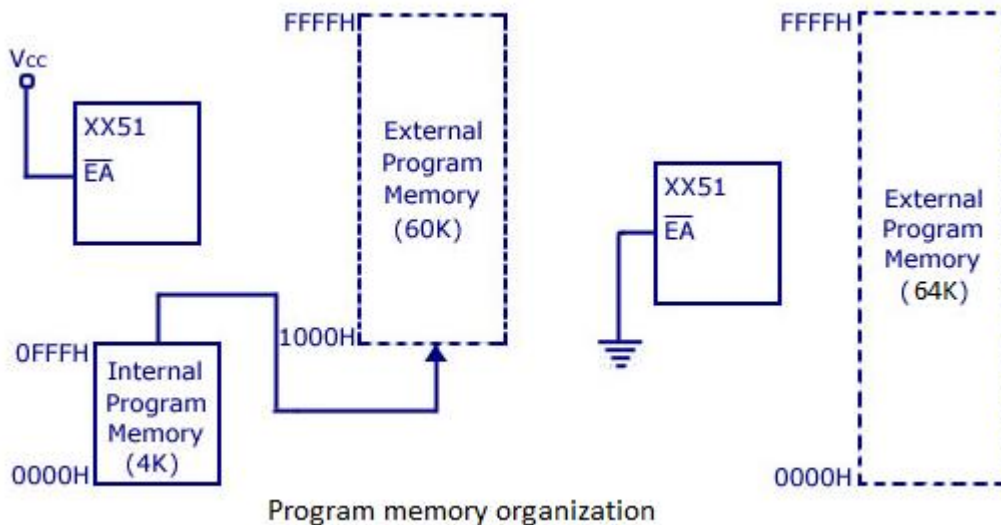 Vcc
XX51
EA
FFFFH
External
Program
Memory
(60K)
1000H
0FFFH
Internal
Program
Memory
(4K)
0000H
XX51
EA
FFFFH
External
Program
Memory
(64K)
0000H
Program memory organization